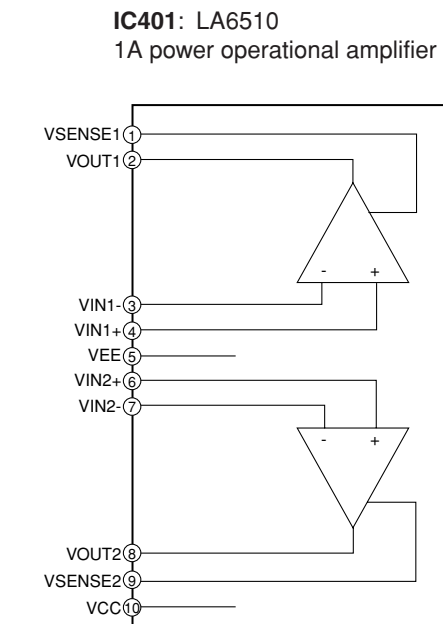 IC401: LA6510
1A power operational amplifier
VSENSE1 1
VOUT1 2
- +
VIN1- 3
VIN1+ 4
VEE 5
VIN2+ 6
VIN2- 7
- +
VOUT2 8
VSENSE2 9
VCC 10